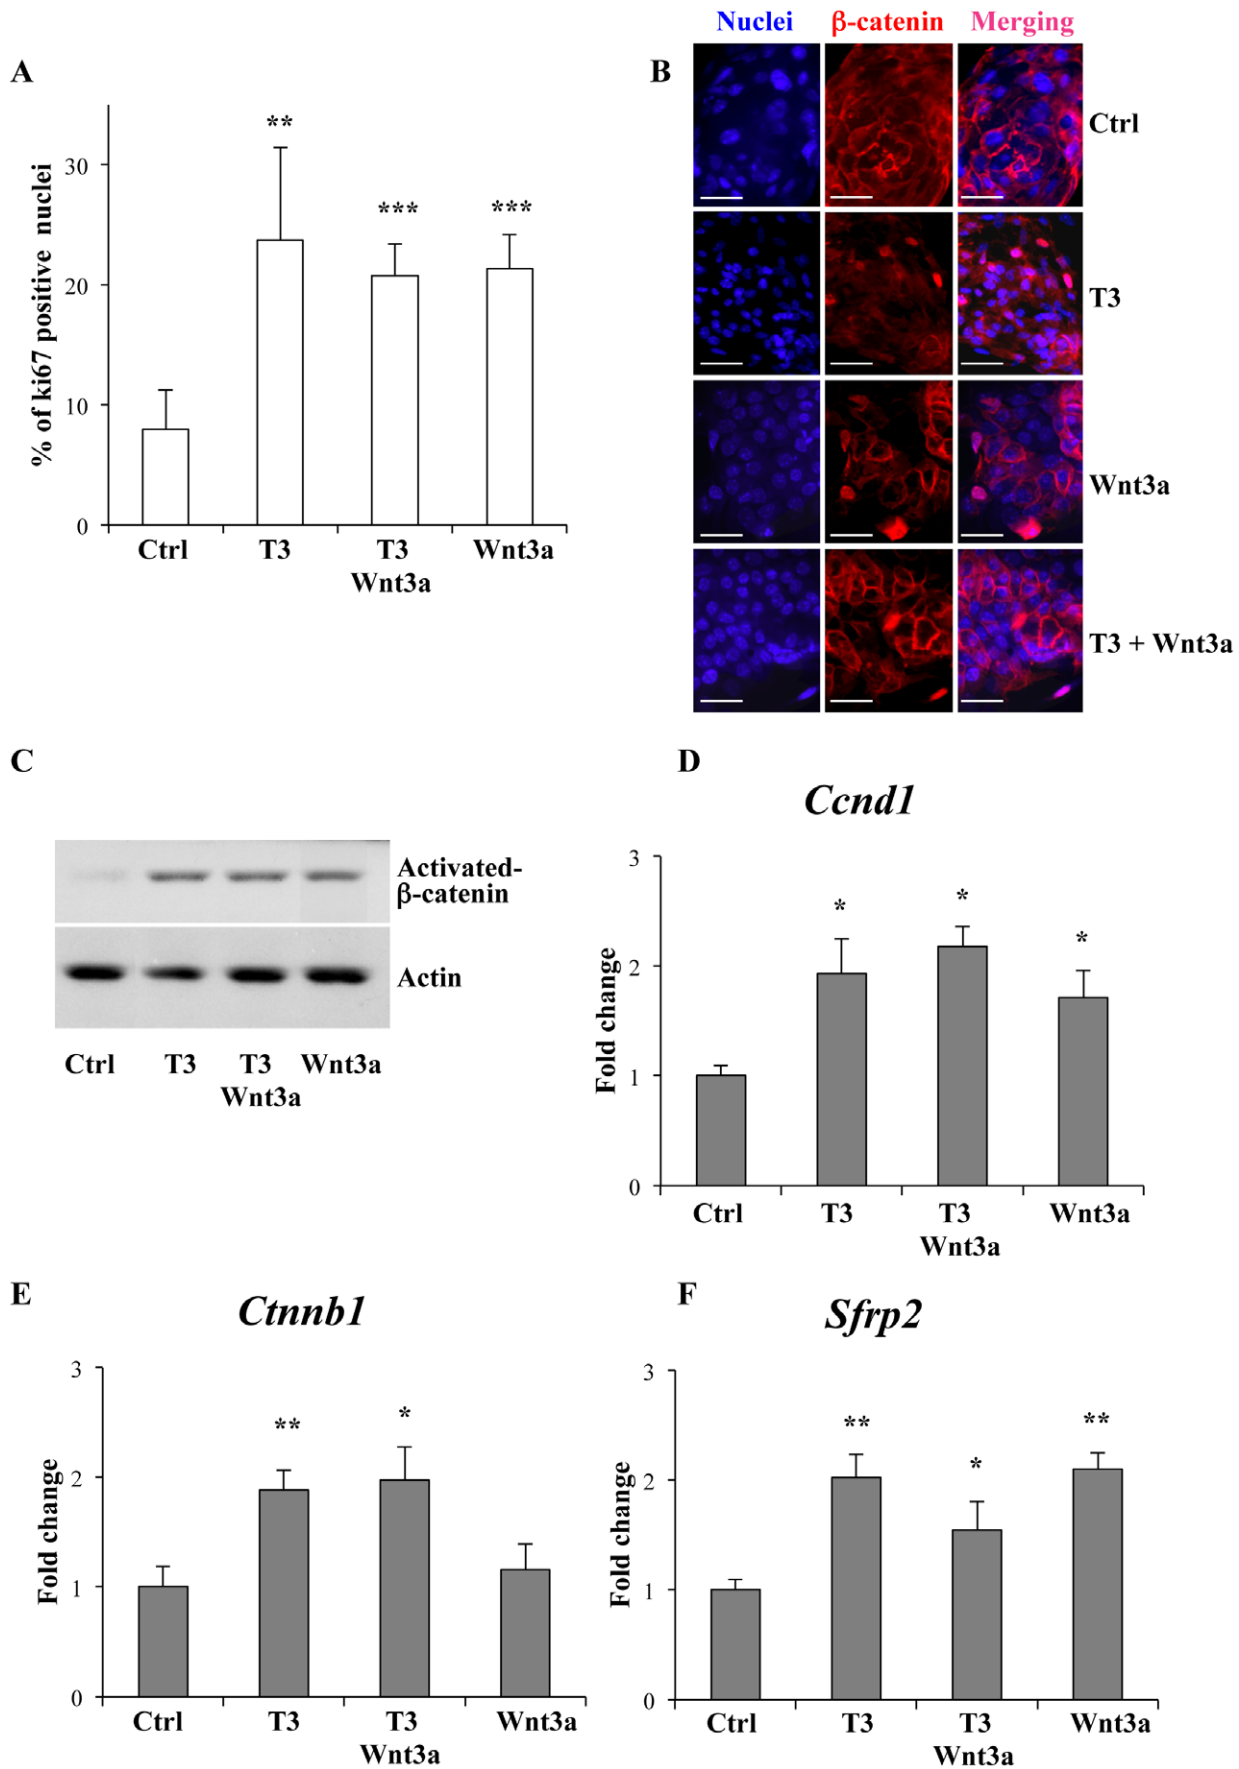 A
% of ki67 positive nuclei
30
20
10
0
**
***
***
Ctrl
T3
T3
Wnt3a
Wnt3a
B
Nuclei
β-catenin
Merging
Ctrl
T3
Wnt3a
T3 + Wnt3a
C
Activated-
β-catenin
Actin
Ctrl
T3
T3
Wnt3a
Wnt3a
D
Ccnd1
Fold change
3
2
1
0
*
*
*
Ctrl
T3
T3
Wnt3a
Wnt3a
E
Ctnnb1
Fold change
3
2
1
0
**
*
Ctrl
T3
T3
Wnt3a
Wnt3a
F
Sfrp2
Fold change
3
2
1
0
**
*
**
Ctrl
T3
T3
Wnt3a
Wnt3a